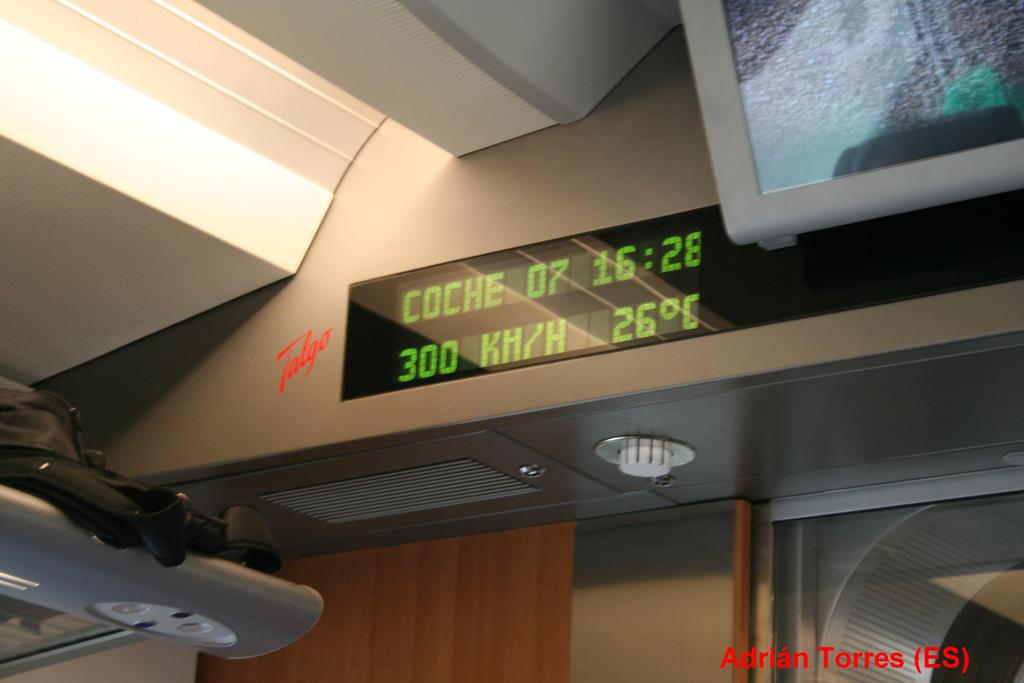 COCHE 07 16:28
300 KM/H 26°C
Talgo
Adrián Torres (ES)